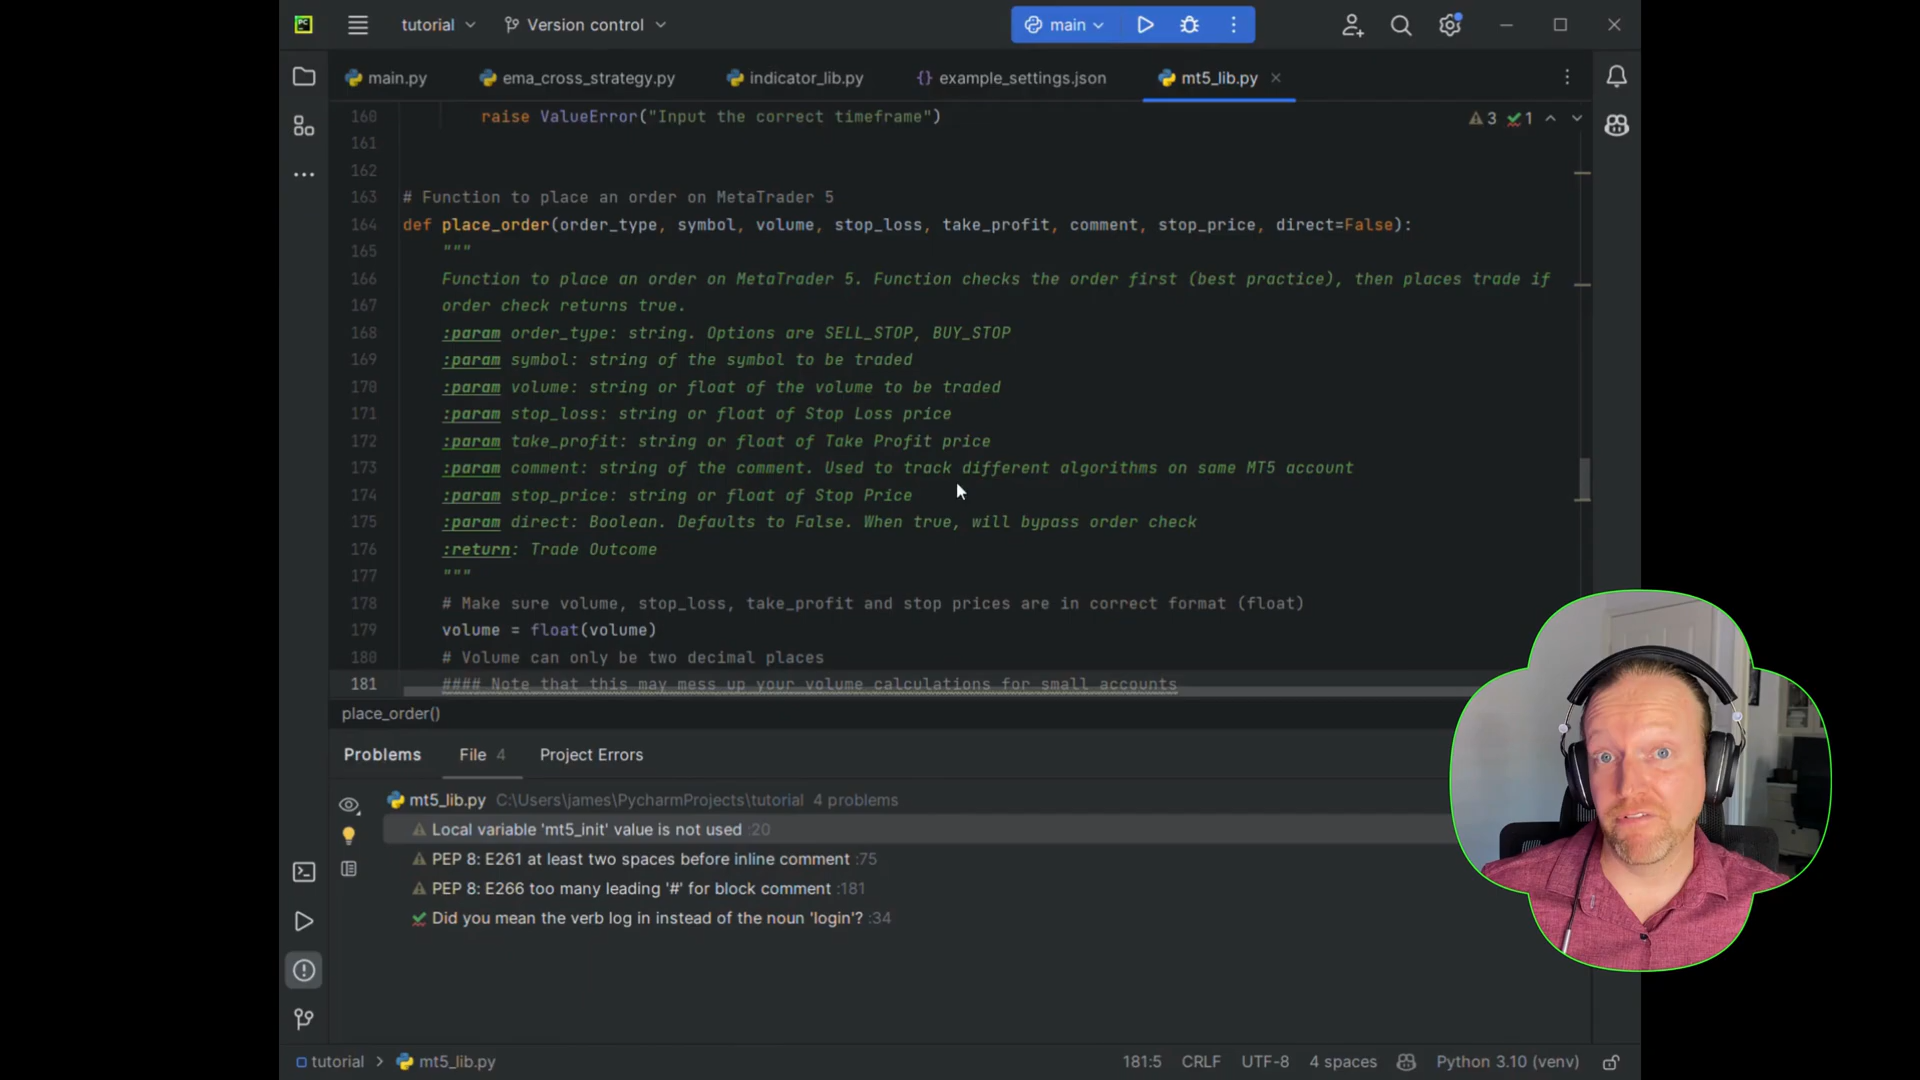 PC
tutorial
Version control
main
main.py
ema_cross_strategy.py
indicator_lib.py
{} example_settings.json
mt5_lib.py
160 raise ValueError("Input the correct timeframe")
3 1
161
162
163 # Function to place an order on MetaTrader 5
164 def place_order(order_type, symbol, volume, stop_loss, take_profit, comment, stop_price, direct=False):
165 """
166 Function to place an order on MetaTrader 5. Function checks the order first (best practice), then places trade if
167 order check returns true.
168 :param order_type: string. Options are SELL_STOP, BUY_STOP
169 :param symbol: string of the symbol to be traded
170 :param volume: string or float of the volume to be traded
171 :param stop_loss: string or float of Stop Loss price
172 :param take_profit: string or float of Take Profit price
173 :param comment: string of the comment. Used to track different algorithms on same MT5 account
174 :param stop_price: string or float of Stop Price
175 :param direct: Boolean. Defaults to False. When true, will bypass order check
176 :return: Trade Outcome
177 """
178 # Make sure volume, stop_loss, take_profit and stop prices are in correct format (float)
179 volume = float(volume)
180 # Volume can only be two decimal places
181 #### Note that this may mess up your volume calculations for small accounts
place_order()
Problems File 4 Project Errors
mt5_lib.py C:\Users\james\PycharmProjects\tutorial 4 problems
Local variable 'mt5_init' value is not used :20
PEP 8: E261 at least two spaces before inline comment :75
PEP 8: E266 too many leading '#' for block comment :181
Did you mean the verb log in instead of the noun 'login'? :34
tutorial > mt5_lib.py
181:5 CRLF UTF-8 4 spaces Python 3.10 (venv)